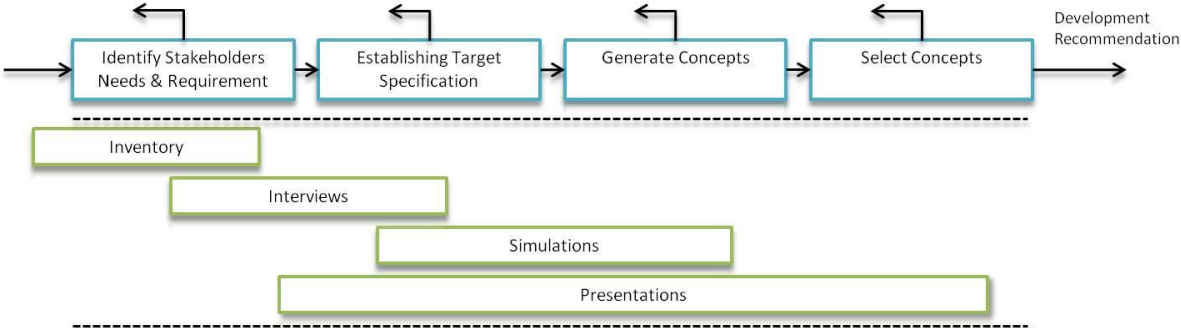 Development
Recommendation
Identify Stakeholders
Needs & Requirement
Establishing Target
Specification
Generate Concepts
Select Concepts
Inventory
Interviews
Simulations
Presentations